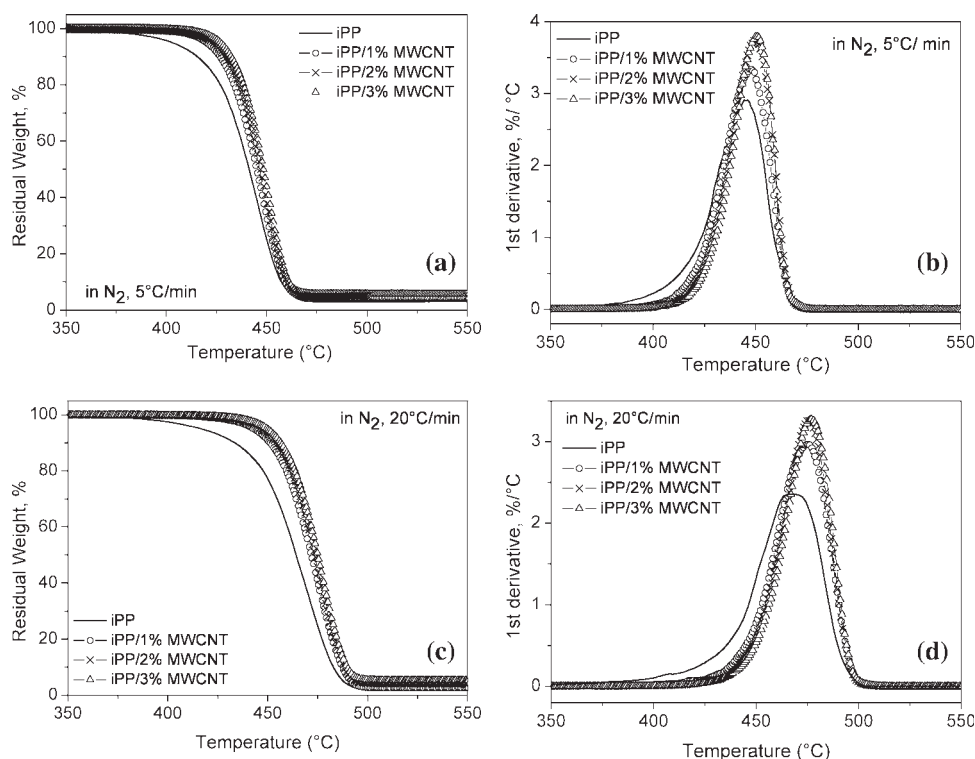 100
80
60
40
20
0
Residual Weight, %
iPP
iPP/1% MWCNT
iPP/2% MWCNT
iPP/3% MWCNT
(a)
in N2, 5°C/min
350 400 450 500 550
Temperature (°C)
4
3
2
1
0
1st derivative, %/ °C
in N2, 5°C/ min
iPP
iPP/1% MWCNT
iPP/2% MWCNT
iPP/3% MWCNT
(b)
350 400 450 500 550
Temperature (°C)
100
80
60
40
20
0
Residual Weight, %
in N2, 20°C/min
iPP
iPP/1% MWCNT
iPP/2% MWCNT
iPP/3% MWCNT
(c)
350 400 450 500 550
Temperature (°C)
3
2
1
0
1st derivative, %/°C
in N2, 20°C/min
iPP
iPP/1% MWCNT
iPP/2% MWCNT
iPP/3% MWCNT
(d)
350 400 450 500 550
Temperature (°C)